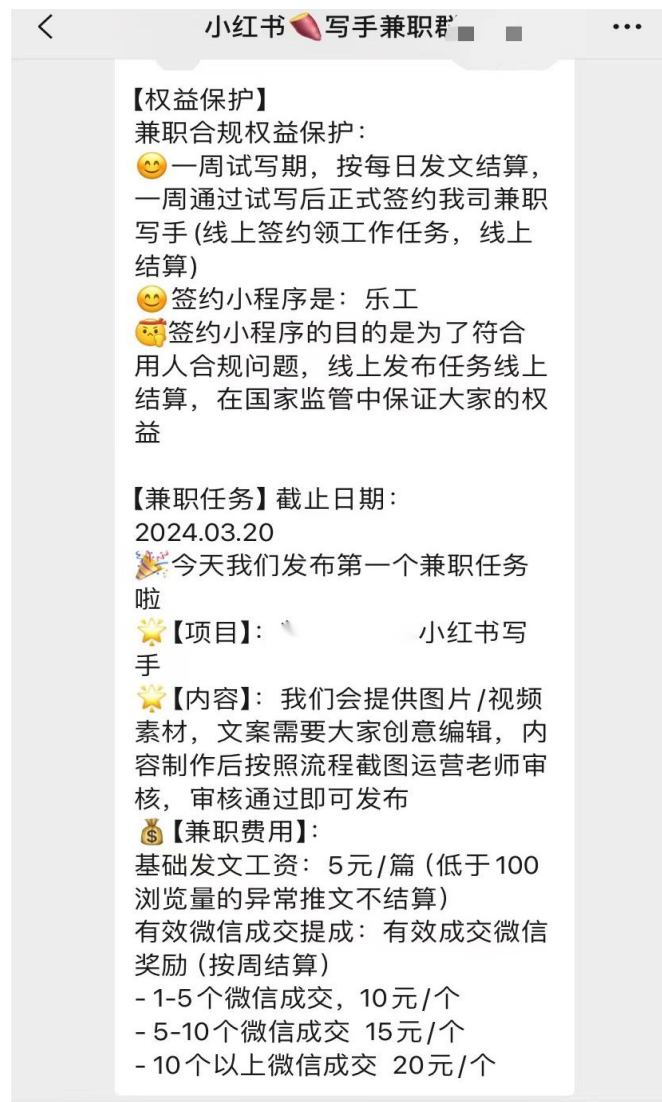 小红书🍠写手兼职群
【权益保护】
兼职合规权益保护：
😊一周试写期，按每日发文结算，
一周通过试写后正式签约我司兼职
写手(线上签约领工作任务，线上
结算)
😊签约小程序是：乐工
签约小程序的目的是为了符合
用人合规问题，线上发布任务线上
结算，在国家监管中保证大家的权
益
【兼职任务】截止日期：
2024.03.20
🎉今天我们发布第一个兼职任务
啦
🌟【项目】： 小红书写
手
🌟【内容】：我们会提供图片/视频
素材，文案需要大家创意编辑，内
容制作后按照流程截图运营老师审
核，审核通过即可发布
💰【兼职费用】：
基础发文工资：5元/篇（低于100
浏览量的异常推文不结算）
有效微信成交提成：有效成交微信
奖励（按周结算）
- 1-5个微信成交，10元/个
- 5-10个微信成交 15元/个
- 10个以上微信成交 20元/个